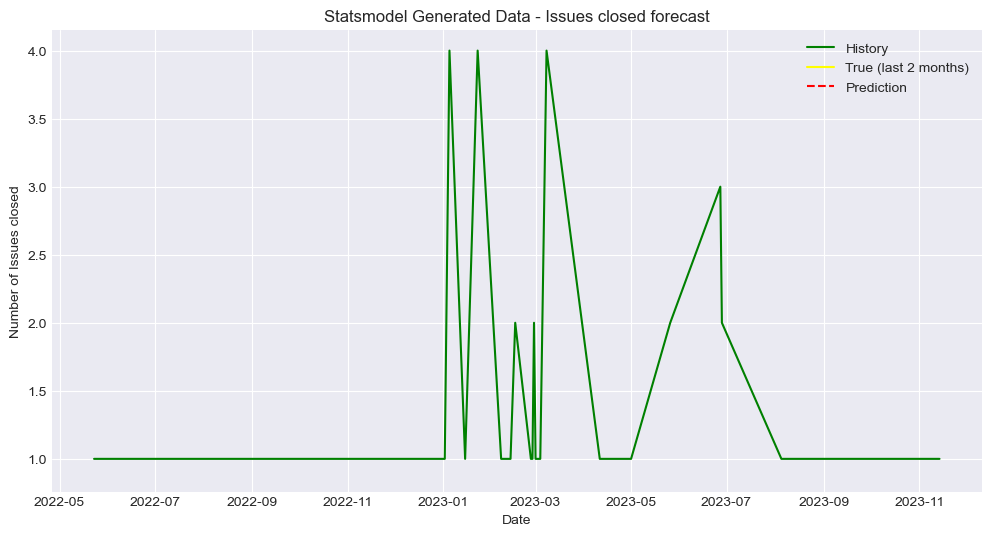 Statsmodel Generated Data - Issues closed forecast
History
True (last 2 months)
Prediction
Number of Issues closed
4.0
3.5
3.0
2.5
2.0
1.5
1.0
2022-05 2022-07 2022-09 2022-11 2023-01 2023-03 2023-05 2023-07 2023-09 2023-11
Date